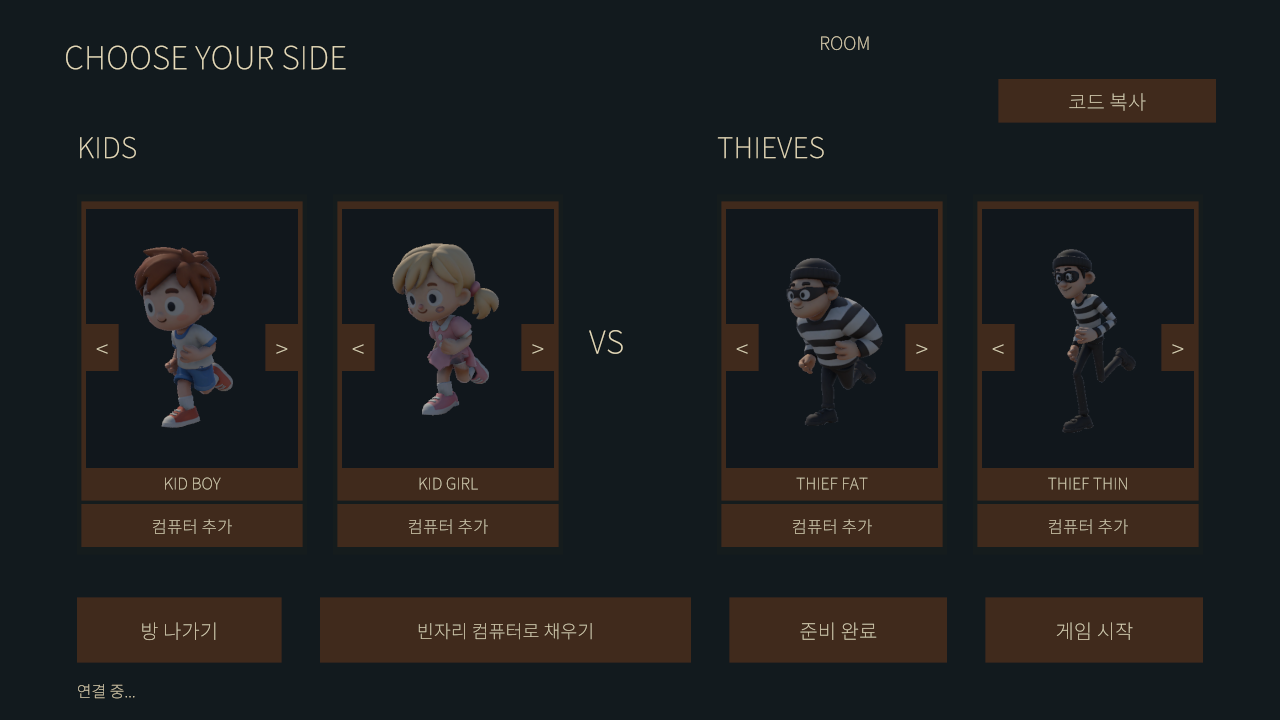 CHOOSE YOUR SIDE
ROOM
코드 복사
KIDS
THIEVES
<
>
<
>
VS
<
>
<
>
KID BOY
KID GIRL
THIEF FAT
THIEF THIN
컴퓨터 추가
컴퓨터 추가
컴퓨터 추가
컴퓨터 추가
방 나가기
빈자리 컴퓨터로 채우기
준비 완료
게임 시작
연결 중...